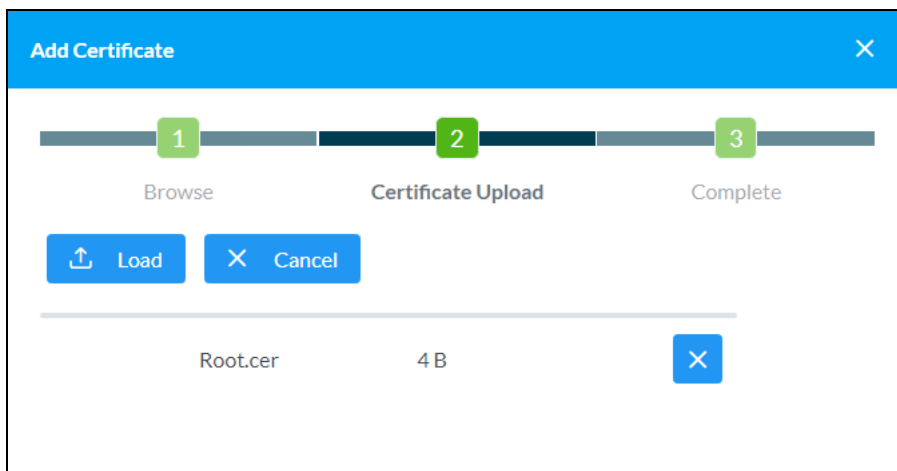 Add Certificate
1 2 3
Browse Certificate Upload Complete
Load Cancel
Root.cer 4 B